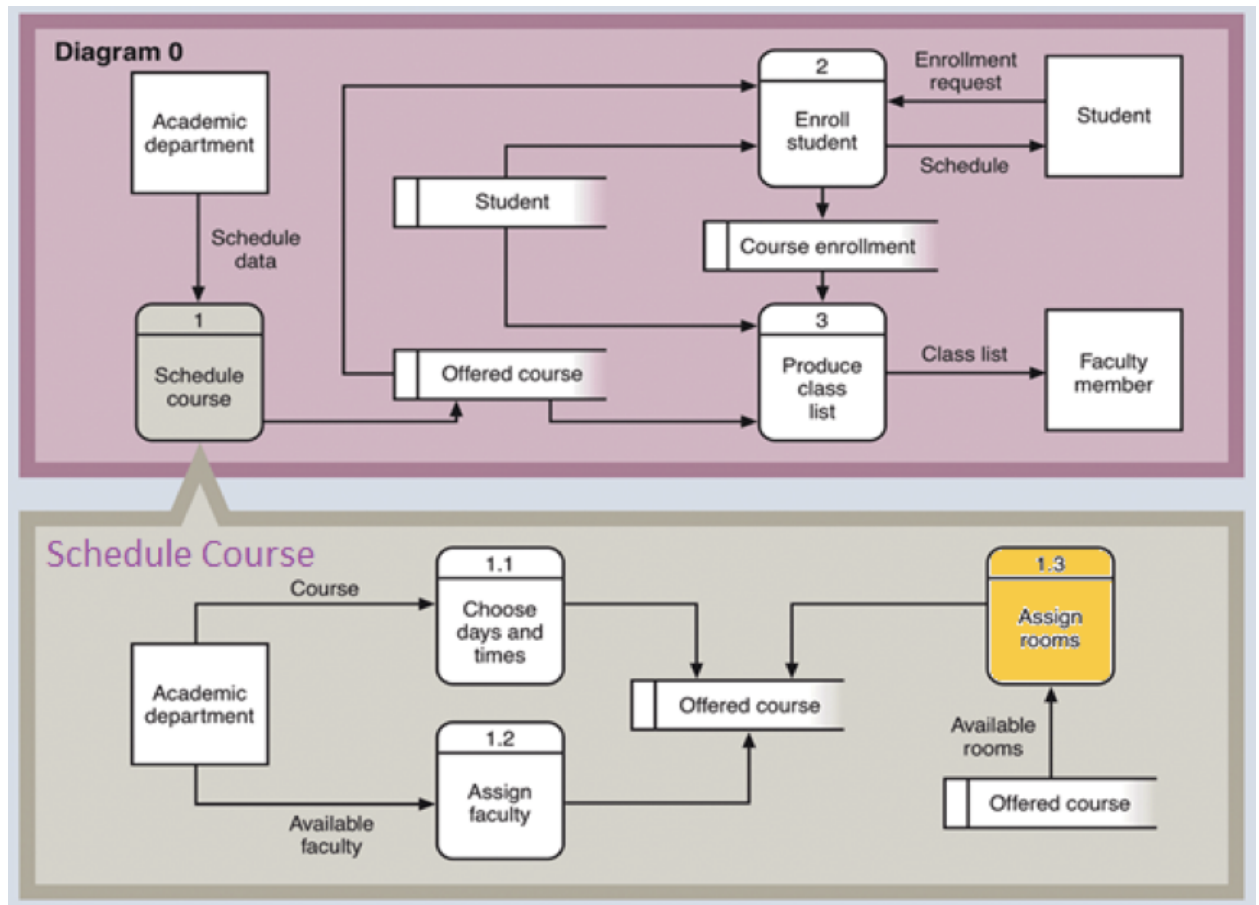 Diagram 0
Academic
department
Schedule
data
1
Schedule
course
Student
Offered course
2
Enroll
student
Enrollment
request
Schedule
Student
Course enrollment
3
Produce
class
list
Class list
Faculty
member
Schedule Course
Academic
department
Course
1.1
Choose
days and
times
Available
faculty
1.2
Assign
faculty
Offered course
1.3
Assign
rooms
Available
rooms
Offered course